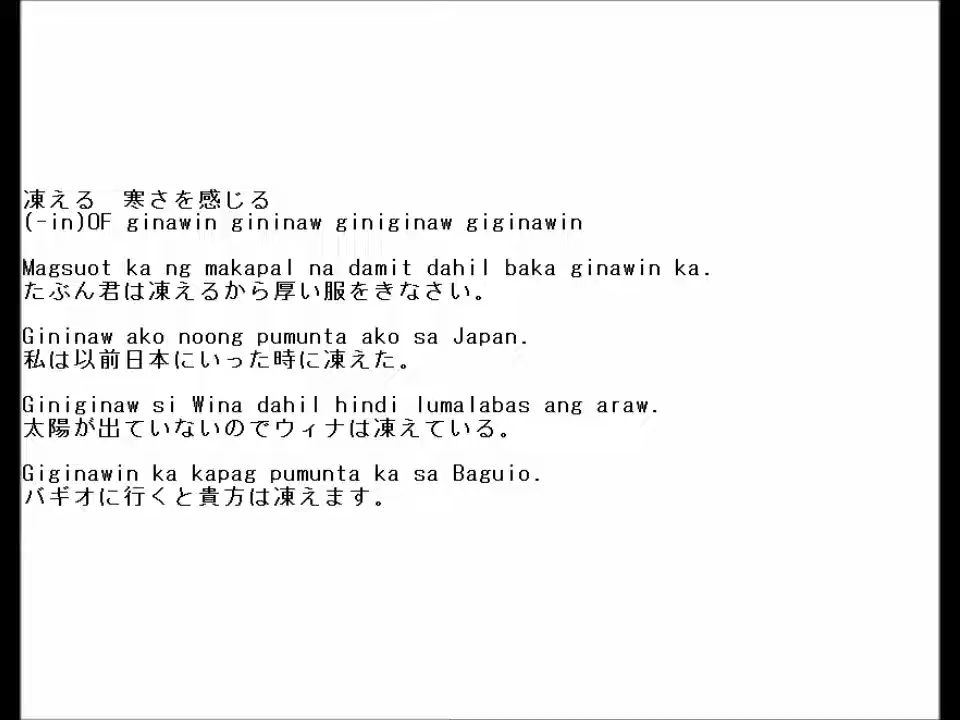 凍える　寒さを感じる
(-in)OF ginawin gininaw giniginaw giginawin
Magsuot ka ng makapal na damit dahil baka ginawin ka.
たぶん君は凍えるから厚い服をきなさい。
Gininaw ako noong pumunta ako sa Japan.
私は以前日本にいった時に凍えた。
Giniginaw si Wina dahil hindi lumalabas ang araw.
太陽が出ていないのでウィナは凍えている。
Giginawin ka kapag pumunta ka sa Baguio.
バギオに行くと貴方は凍えます。